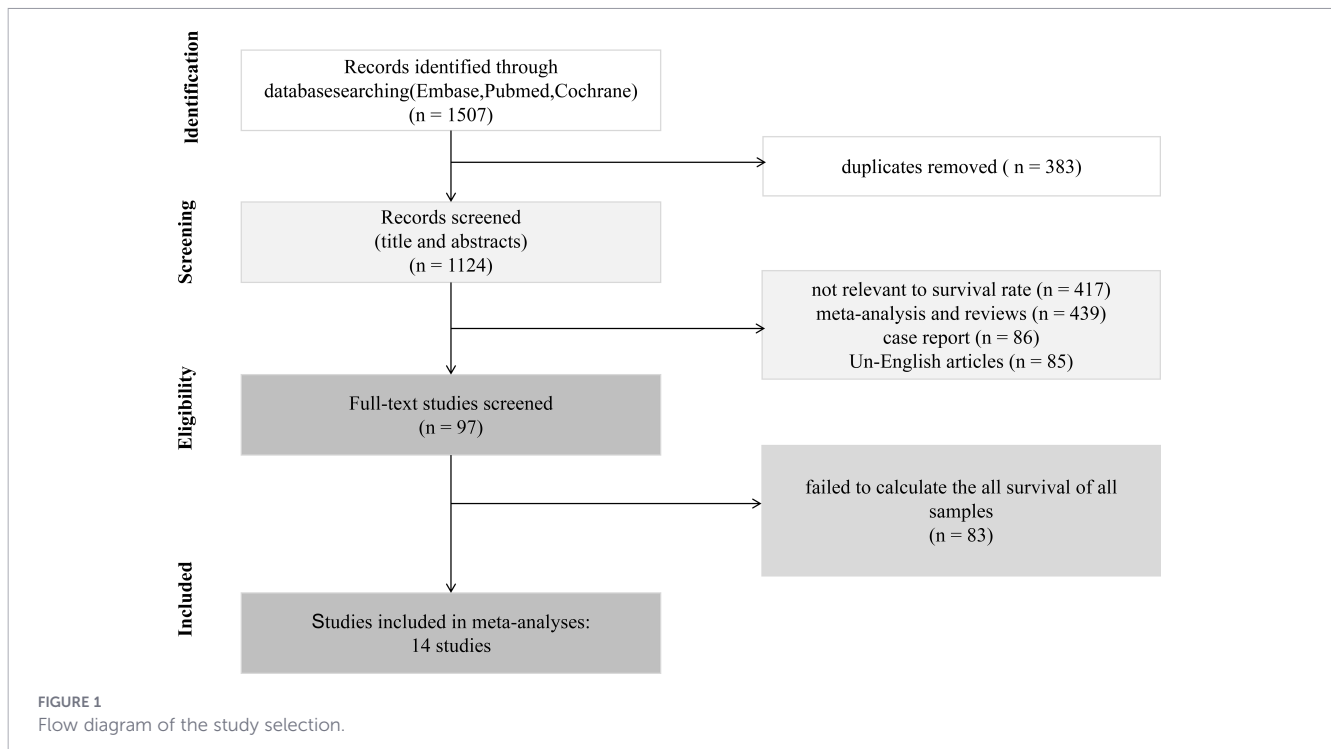 Identification
Records identified through
databasesearching(Embase,Pubmed,Cochrane)
(n = 1507)
duplicates removed ( n = 383)
Screening
Records screened
(title and abstracts)
(n = 1124)
not relevant to survival rate (n = 417)
meta-analysis and reviews (n = 439)
case report (n = 86)
Un-English articles (n = 85)
Eligibility
Full-text studies screened
(n = 97)
failed to calculate the all survival of all
samples
(n = 83)
Included
Studies included in meta-analyses:
14 studies
FIGURE 1
Flow diagram of the study selection.